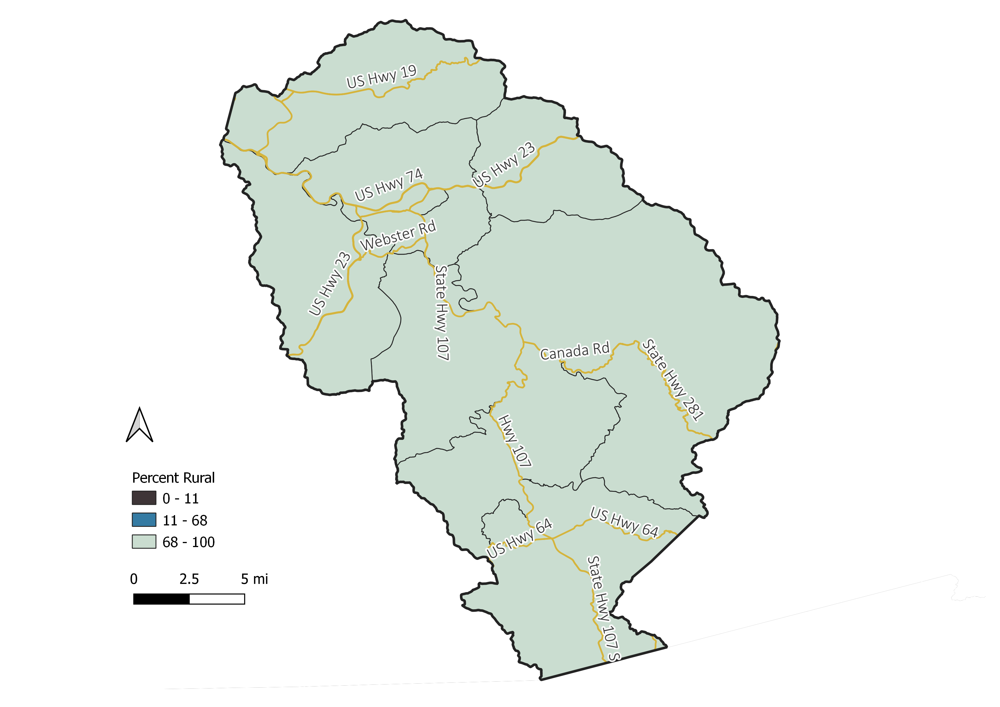 US Hwy 19
US Hwy 23
US Hwy 74
Webster Rd
US Hwy 23
State Hwy 107
Canada Rd
State Hwy 281
Hwy 107
US Hwy 64
US Hwy 64
State Hwy 107 S
Percent Rural
0 - 11
11 - 68
68 - 100
0 2.5 5 mi